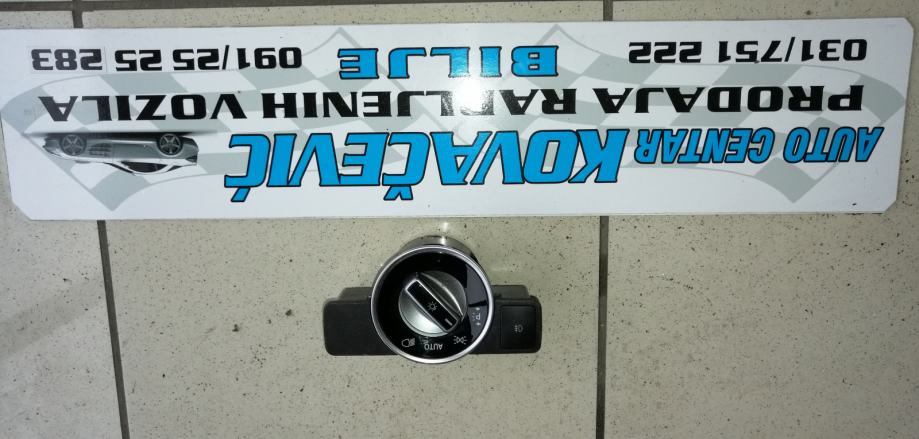 AUTO CENTAR KOVAČEVIĆ
PRODAJA RABLJENIH VOZILA
031/751 222 BILJE 091/25 25 283
AUTO
P